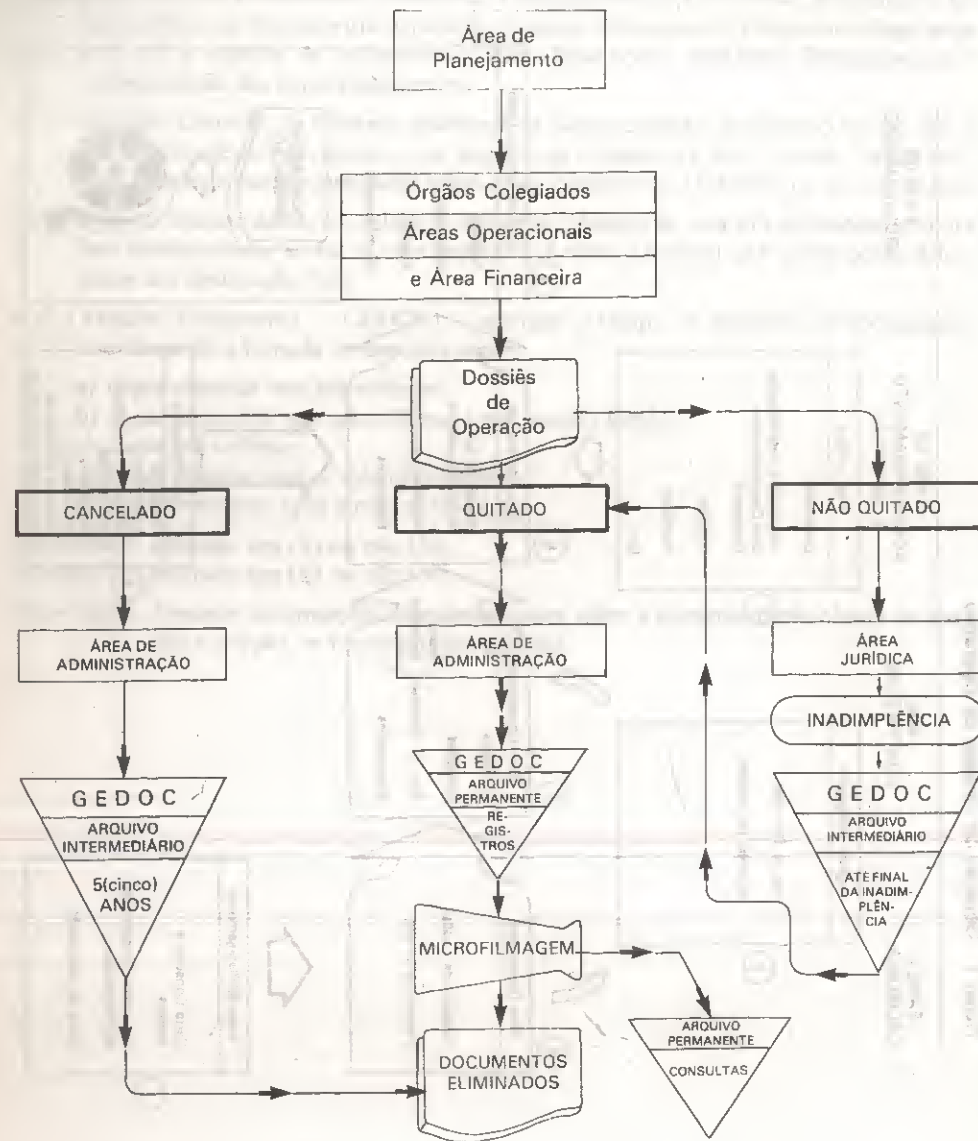 Área de
Planejamento
Órgãos Colegiados
Áreas Operacionais
e Área Financeira
Dossiês
de
Operação
CANCELADO
QUITADO
NÃO QUITADO
ÁREA DE
ADMINISTRAÇÃO
ÁREA DE
ADMINISTRAÇÃO
ÁREA
JURÍDICA
INADIMPLÊNCIA
GEDOC
ARQUIVO
INTERMEDIÁRIO
5(cinco)
ANOS
GEDOC
ARQUIVO
PERMANENTE
RE-
GIS-
TROS
GEDOC
ARQUIVO
INTERMEDIÁRIO
ATÉ FINAL
DA INADIM-
PLÊN-
CIA
MICROFILMAGEM
DOCUMENTOS
ELIMINADOS
ARQUIVO
PERMANENTE
CONSULTAS